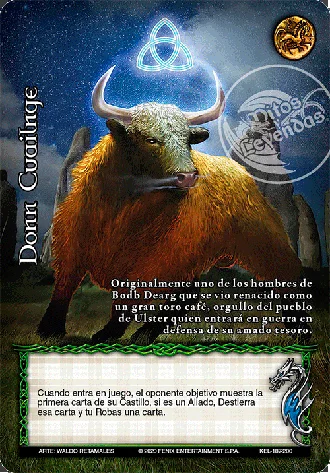 Mitos
y
Leyendas
Donn Cuailnge
Originalmente uno de los hombres de
Bodb Dearg que se vio renacido como
un gran toro café, orgullo del pueblo
de Ulster quien entrará en guerra en
defensa de su amado tesoro.
Cuando entra en juego, el oponente objetivo muestra la
primera carta de su Castillo, si es un Aliado, Destierra
esa carta y tu Robas una carta.
ARTE: WALDO RETAMALES
© 2020 FENIX ENTERTAINMENT S.P.A.